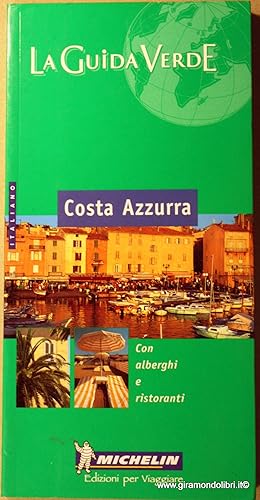 LA GUIDA VERDE
ITALIANO
Costa Azzurra
Con
alberghi
e
ristoranti
MICHELIN
Edizioni per Viaggiare
www.giramondolibri.it©